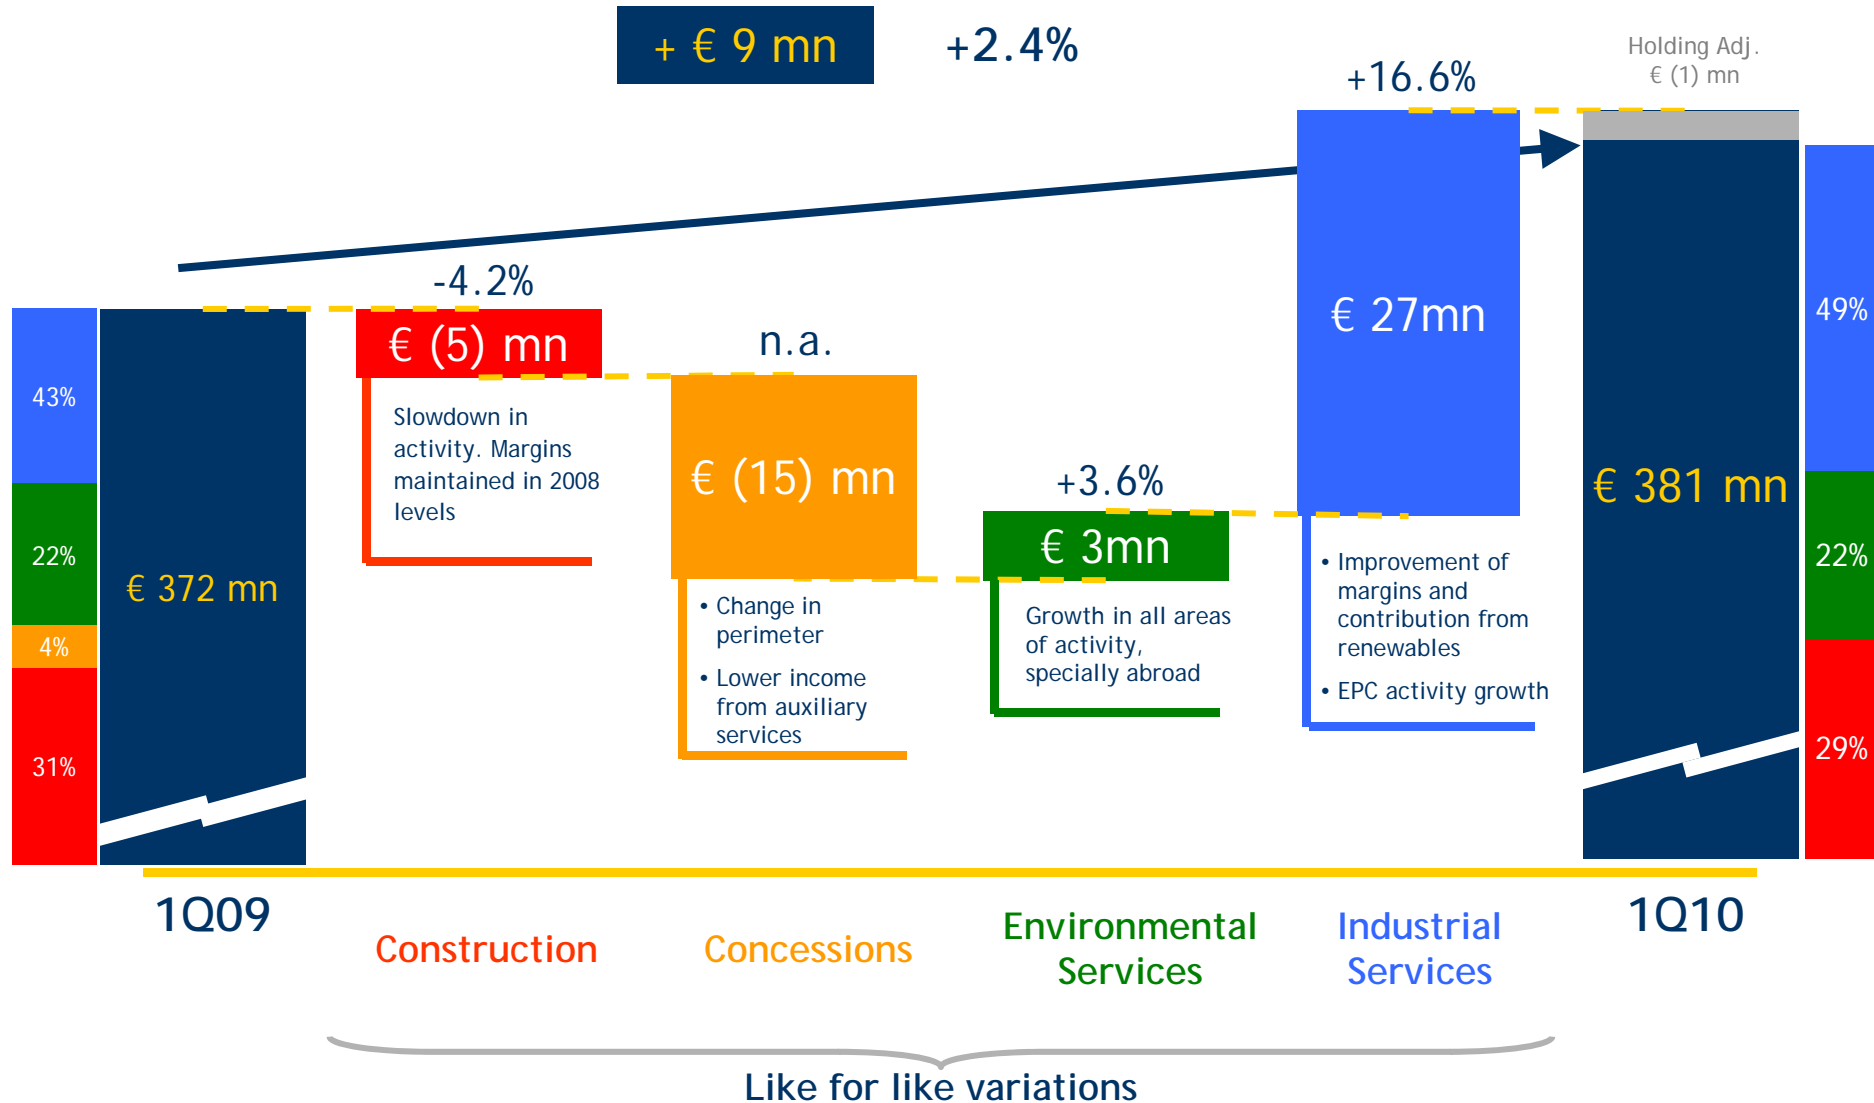 + € 9 mn
+2.4%
Holding Adj.
€ (1) mn
+16.6%
-4.2%
n.a.
+3.6%
43%
22%
4%
31%
€ 372 mn
€ (5) mn
Slowdown in
activity. Margins
maintained in 2008
levels
€ (15) mn
• Change in
perimeter
• Lower income
from auxiliary
services
€ 3mn
Growth in all areas
of activity,
specially abroad
€ 27mn
• Improvement of
margins and
contribution from
renewables
• EPC activity growth
€ 381 mn
49%
22%
29%
1Q09
Construction
Concessions
Environmental
Services
Industrial
Services
1Q10
Like for like variations